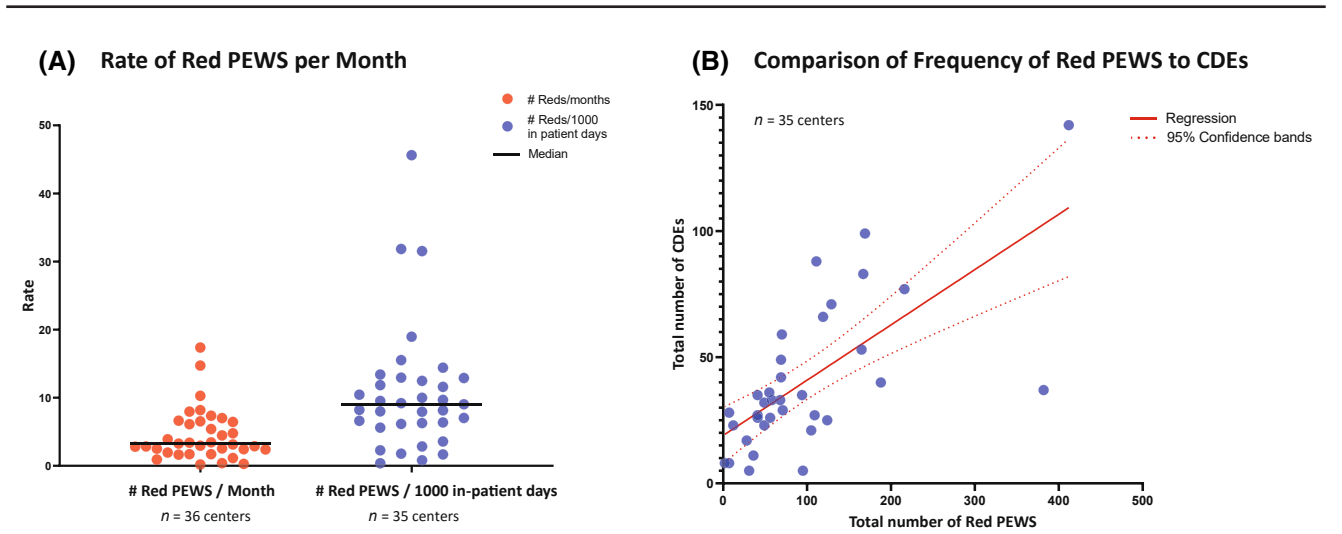 (A) Rate of Red PEWS per Month
# Reds/months
# Reds/1000
in patient days
Median
50
40
30
20
10
0
Rate
# Red PEWS / Month
n = 36 centers
# Red PEWS / 1000 in-patient days
n = 35 centers
(B) Comparison of Frequency of Red PEWS to CDEs
n = 35 centers
Regression
95% Confidence bands
150
100
50
0
Total number of CDEs
0 100 200 300 400 500
Total number of Red PEWS